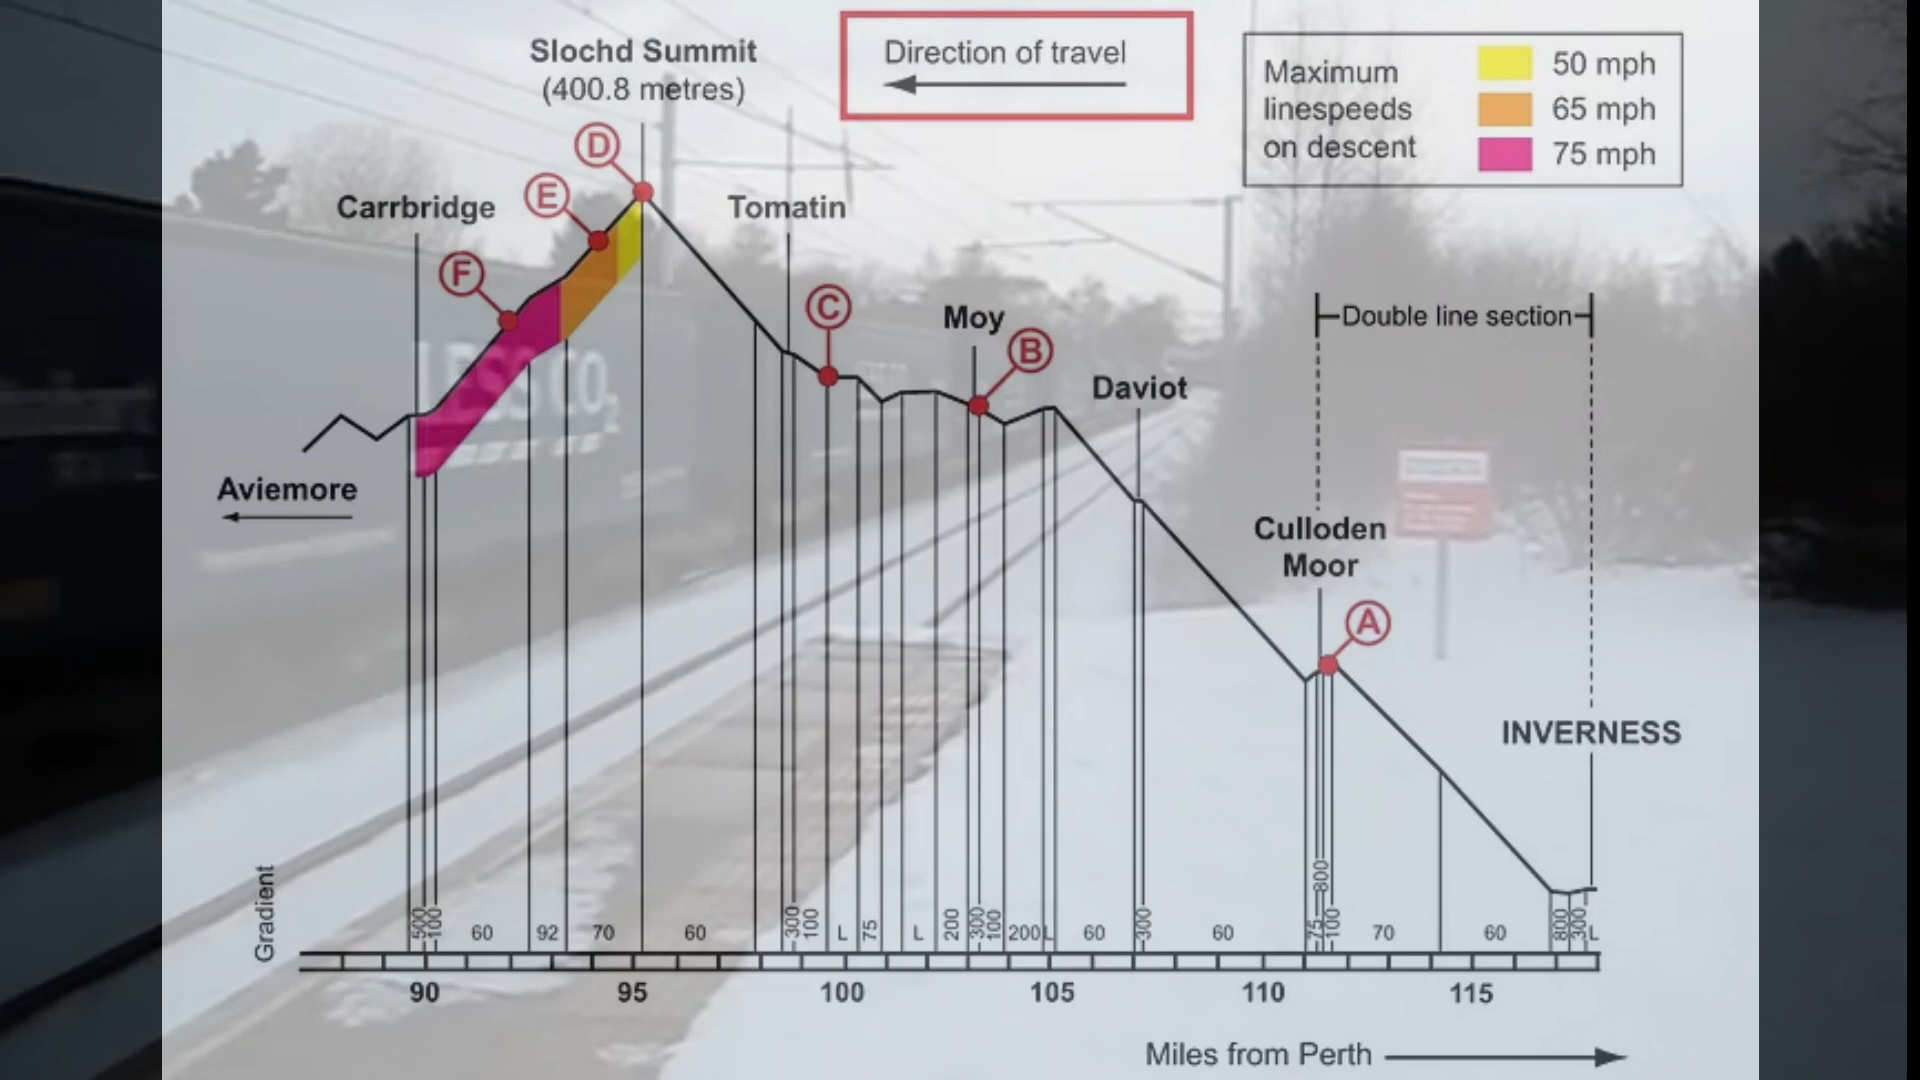 Slochd Summit
(400.8 metres)
Direction of travel
Maximum
linespeeds
on descent
50 mph
65 mph
75 mph
D
E
Carrbridge
Tomatin
F
C
Moy
B
Double line section
Daviot
LESS CO2
Aviemore
Culloden
Moor
A
INVERNESS
Gradient
500
100
60
92
70
60
300
100
L
75
L
200
300
100
200
L
60
300
60
75
800
100
70
60
800
300
L
90
95
100
105
110
115
Miles from Perth